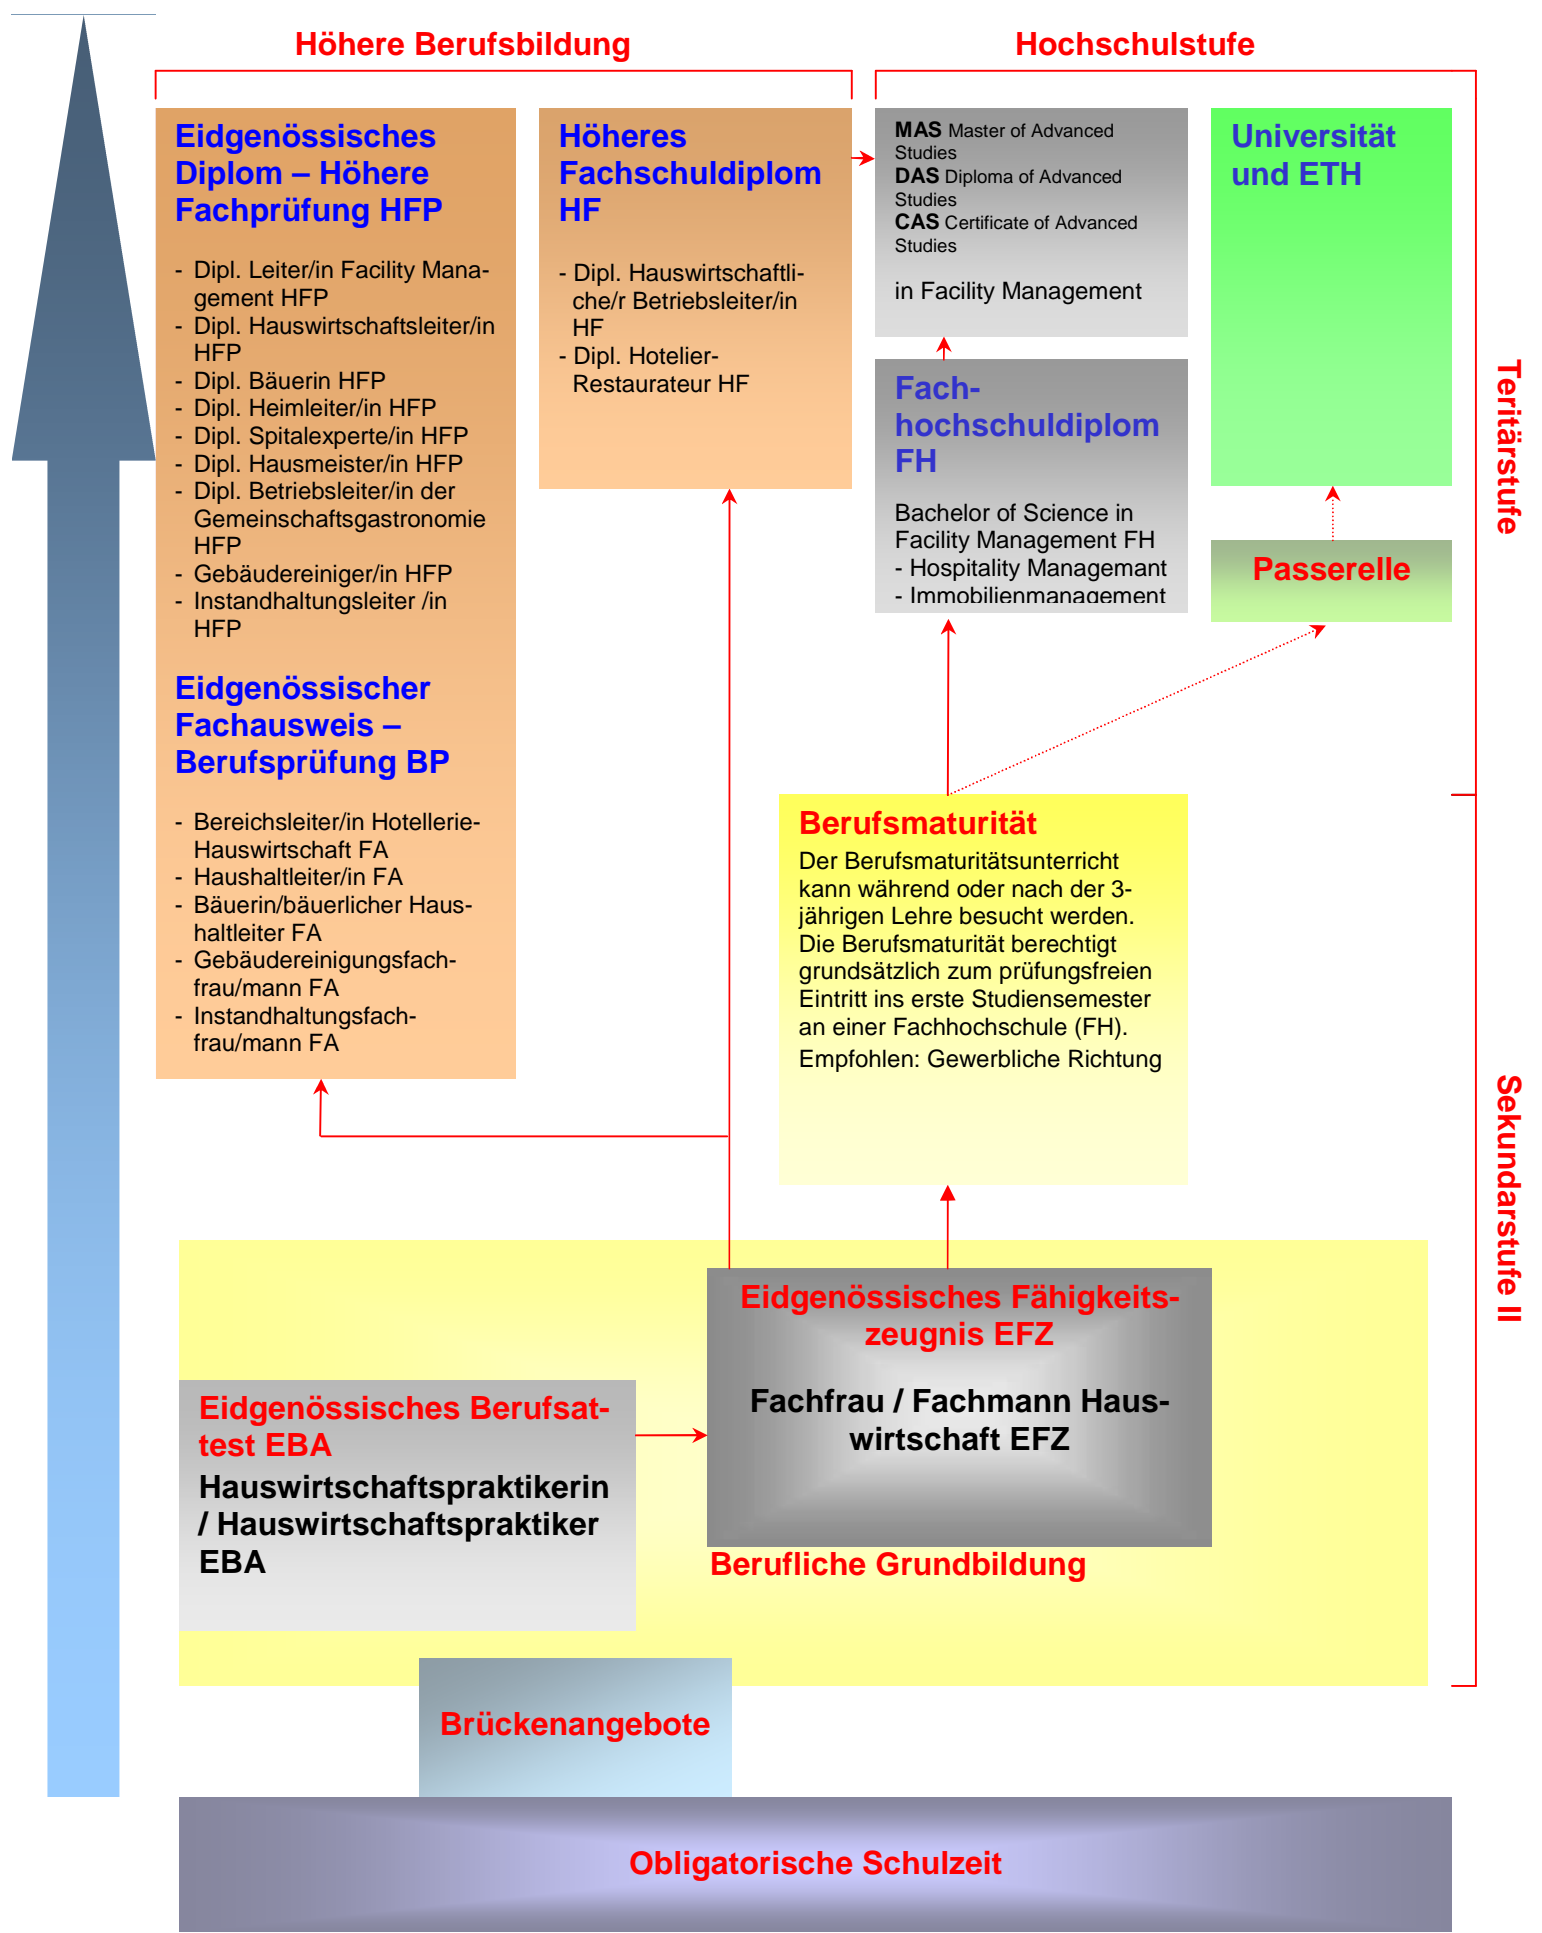 Höhere Berufsbildung
Hochschulstufe
Eidgenössisches
Diplom – Höhere
Fachprüfung HFP
- Dipl. Leiter/in Facility Mana-
gement HFP
- Dipl. Hauswirtschaftsleiter/in
HFP
- Dipl. Bäuerin HFP
- Dipl. Heimleiter/in HFP
- Dipl. Spitalexperte/in HFP
- Dipl. Hausmeister/in HFP
- Dipl. Betriebsleiter/in der
Gemeinschaftsgastronomie
HFP
- Gebäudereiniger/in HFP
- Instandhaltungsleiter /in
HFP
Eidgenössischer
Fachausweis –
Berufsprüfung BP
- Bereichsleiter/in Hotellerie-
Hauswirtschaft FA
- Haushaltleiter/in FA
- Bäuerin/bäuerlicher Haus-
haltleiter FA
- Gebäudereinigungsfach-
frau/mann FA
- Instandhaltungsfach-
frau/mann FA
Höheres
Fachschuldiplom
HF
- Dipl. Hauswirtschaftli-
che/r Betriebsleiter/in
HF
- Dipl. Hotelier-
Restaurateur HF
MAS Master of Advanced
Studies
DAS Diploma of Advanced
Studies
CAS Certificate of Advanced
Studies
in Facility Management
Fach-
hochschuldiplom
FH
Bachelor of Science in
Facility Management FH
- Hospitality Managemant
- Immobilienmanagement
Universität
und ETH
Passerelle
Teritärstufe
Berufsmaturität
Der Berufsmaturitätsunterricht
kann während oder nach der 3-
jährigen Lehre besucht werden.
Die Berufsmaturität berechtigt
grundsätzlich zum prüfungsfreien
Eintritt ins erste Studiensemester
an einer Fachhochschule (FH).
Empfohlen: Gewerbliche Richtung
Sekundarstufe II
Eidgenössisches Fähigkeits-
zeugnis EFZ
Fachfrau / Fachmann Haus-
wirtschaft EFZ
Eidgenössisches Berufsat-
test EBA
Hauswirtschaftspraktikerin
/ Hauswirtschaftspraktiker
EBA
Berufliche Grundbildung
Brückenangebote
Obligatorische Schulzeit